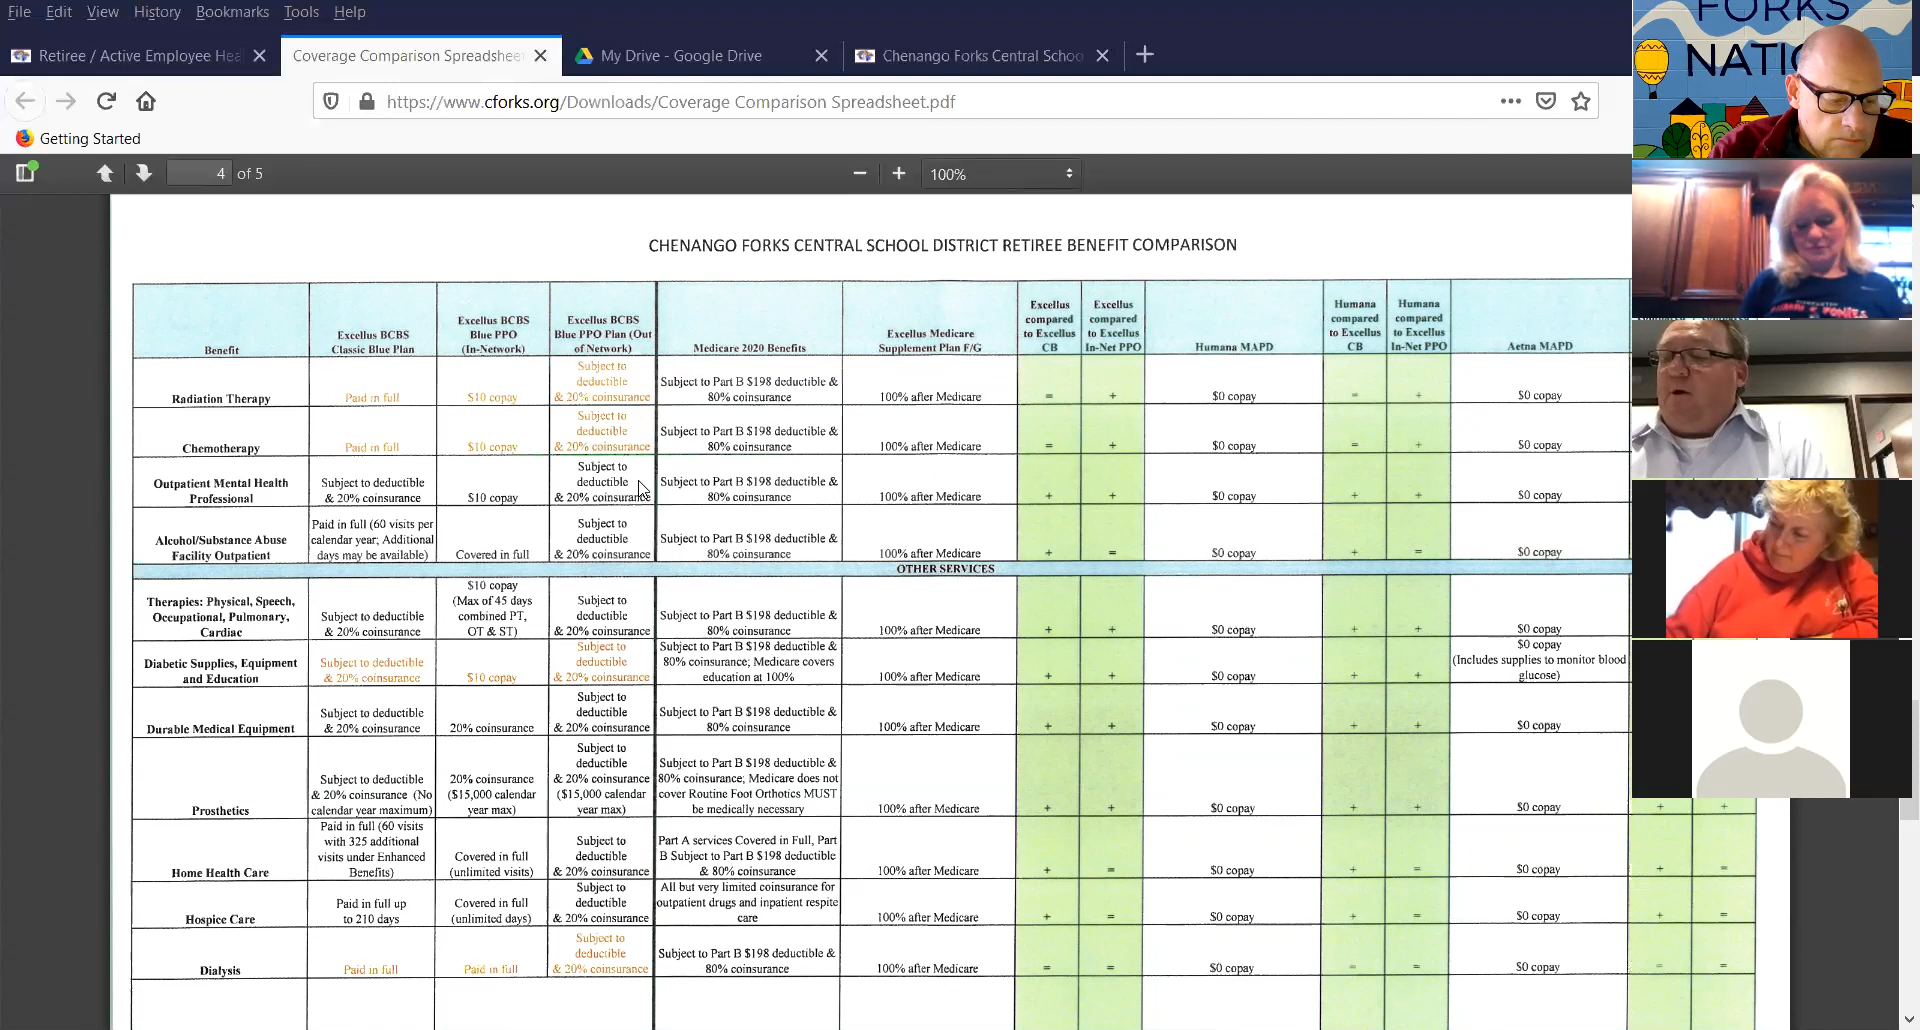 File Edit View History Bookmarks Tools Help
Retiree / Active Employee Hea
Coverage Comparison Spreadsheet
My Drive - Google Drive
Chenango Forks Central Schoo
https://www.cforks.org/Downloads/Coverage Comparison Spreadsheet.pdf
Getting Started
4 of 5
100%
FORKS
NATIO
CHENANGO FORKS CENTRAL SCHOOL DISTRICT RETIREE BENEFIT COMPARISON
Benefit
Excellus BCBS
Classic Blue Plan
Excellus BCBS
Blue PPO
(In-Network)
Excellus BCBS
Blue PPO Plan (Out
of Network)
Medicare 2020 Benefits
Excellus Medicare
Supplement Plan F/G
Excellus
compared
to Excellus
CB
Excellus
compared
to Excellus
In-Net PPO
Humana MAPD
Humana
compared
to Excellus
CB
Humana
compared
to Excellus
In-Net PPO
Aetna MAPD
Radiation Therapy
Paid in full
$10 copay
Subject to
deductible
& 20% coinsurance
Subject to Part B $198 deductible &
80% coinsurance
100% after Medicare
=
+
$0 copay
=
+
$0 copay
Chemotherapy
Paid in full
$10 copay
Subject to
deductible
& 20% coinsurance
Subject to Part B $198 deductible &
80% coinsurance
100% after Medicare
=
+
$0 copay
=
+
$0 copay
Outpatient Mental Health
Professional
Subject to deductible
& 20% coinsurance
$10 copay
Subject to
deductible
& 20% coinsurance
Subject to Part B $198 deductible &
80% coinsurance
100% after Medicare
+
+
$0 copay
+
+
$0 copay
Alcohol/Substance Abuse
Facility Outpatient
Paid in full (60 visits per
calendar year; Additional
days may be available)
Covered in full
Subject to
deductible
& 20% coinsurance
Subject to Part B $198 deductible &
80% coinsurance
100% after Medicare
+
=
$0 copay
+
=
$0 copay
OTHER SERVICES
Therapies: Physical, Speech,
Occupational, Pulmonary,
Cardiac
Subject to deductible
& 20% coinsurance
$10 copay
(Max of 45 days
combined PT,
OT & ST)
Subject to
deductible
& 20% coinsurance
Subject to Part B $198 deductible &
80% coinsurance
100% after Medicare
+
+
$0 copay
+
+
$0 copay
Diabetic Supplies, Equipment
and Education
Subject to deductible
& 20% coinsurance
$10 copay
Subject to
deductible
& 20% coinsurance
Subject to Part B $198 deductible &
80% coinsurance; Medicare covers
education at 100%
100% after Medicare
+
+
$0 copay
+
+
$0 copay
(Includes supplies to monitor blood
glucose)
Durable Medical Equipment
Subject to deductible
& 20% coinsurance
20% coinsurance
Subject to
deductible
& 20% coinsurance
Subject to Part B $198 deductible &
80% coinsurance
100% after Medicare
+
+
$0 copay
+
+
$0 copay
Prosthetics
Subject to deductible
& 20% coinsurance (No
calendar year maximum)
20% coinsurance
($15,000 calendar
year max)
Subject to
deductible
& 20% coinsurance
($15,000 calendar
year max)
Subject to Part B $198 deductible &
80% coinsurance; Medicare does not
cover Routine Foot Orthotics MUST
be medically necessary
100% after Medicare
+
+
$0 copay
+
+
$0 copay
+
+
Home Health Care
Paid in full (60 visits
with 325 additional
visits under Enhanced
Benefits)
Covered in full
(unlimited visits)
Subject to
deductible
& 20% coinsurance
Part A services Covered in Full, Part
B Subject to Part B $198 deductible
& 80% coinsurance
100% after Medicare
+
=
$0 copay
+
=
$0 copay
+
=
Hospice Care
Paid in full up
to 210 days
Covered in full
(unlimited days)
Subject to
deductible
& 20% coinsurance
All but very limited coinsurance for
outpatient drugs and inpatient respite
care
100% after Medicare
+
=
$0 copay
+
=
$0 copay
+
=
Dialysis
Paid in full
Paid in full
Subject to
deductible
& 20% coinsurance
Subject to Part B $198 deductible &
80% coinsurance
100% after Medicare
=
=
$0 copay
=
=
$0 copay
=
=